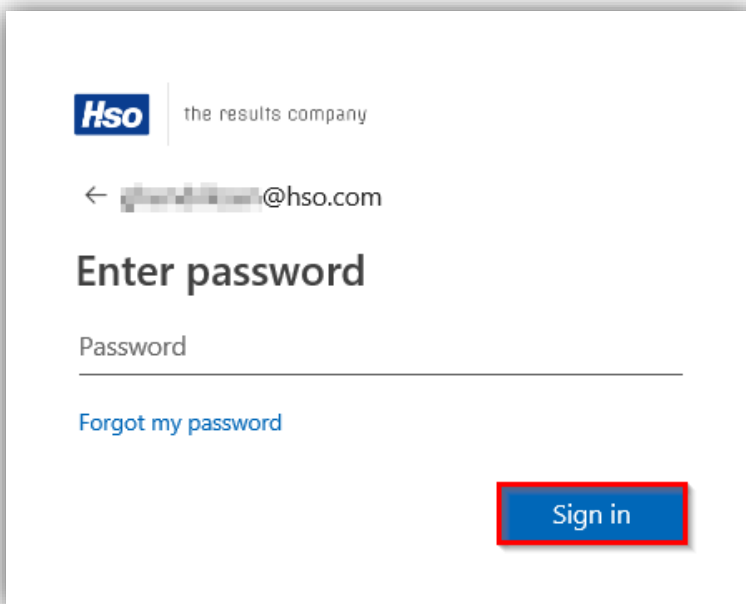 Hso the results company
← @hso.com
Enter password
Password
Forgot my password
Sign in